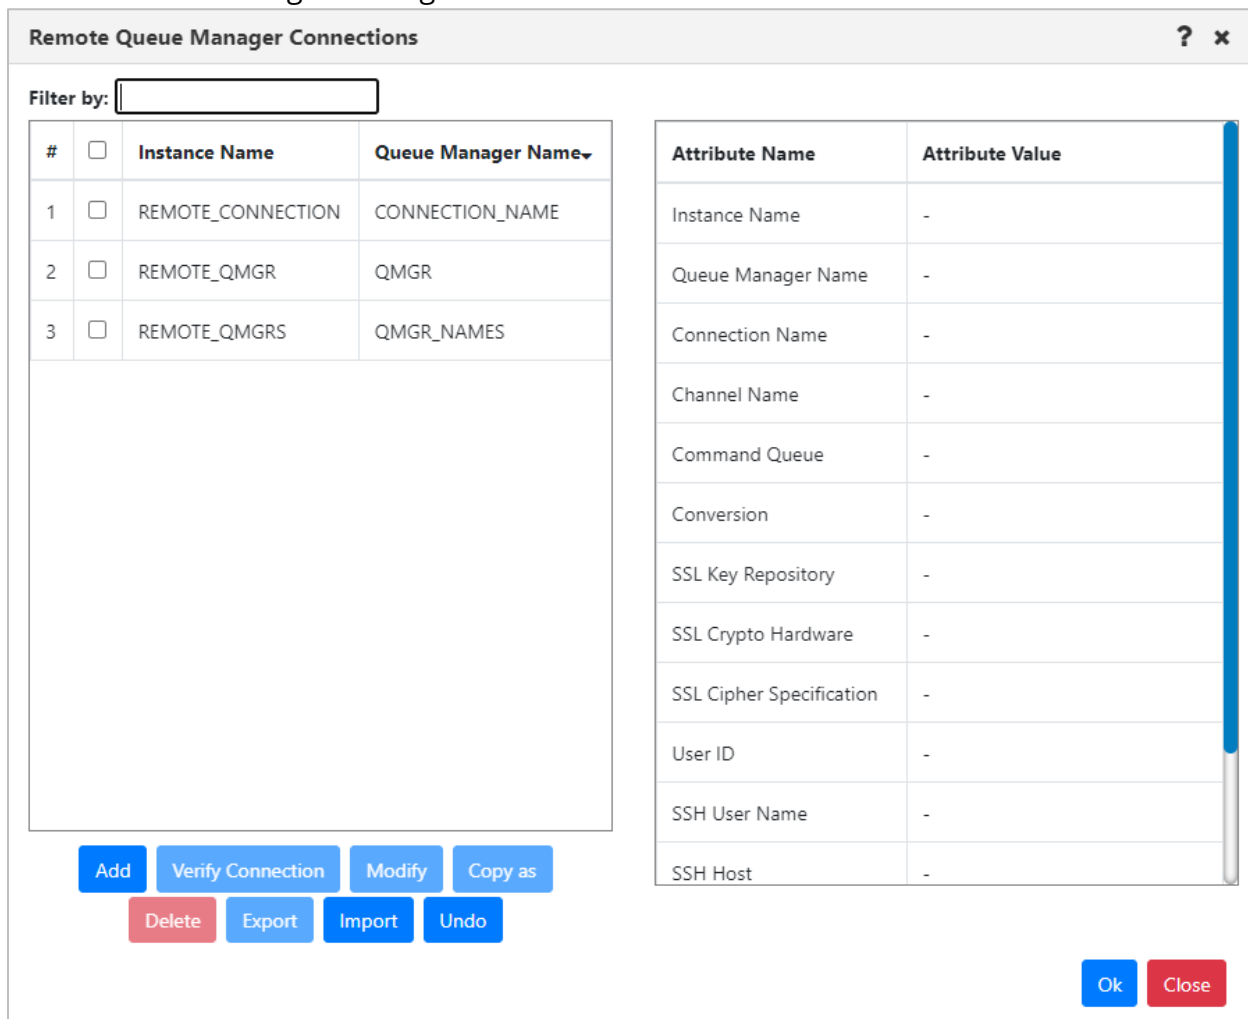 Remote Queue Manager Connections ? ×
Filter by:
# Instance Name Queue Manager Name
1 REMOTE_CONNECTION CONNECTION_NAME
2 REMOTE_QMGR QMGR
3 REMOTE_QMGRS QMGR_NAMES
Add Verify Connection Modify Copy as
Delete Export Import Undo
Attribute Name Attribute Value
Instance Name -
Queue Manager Name -
Connection Name -
Channel Name -
Command Queue -
Conversion -
SSL Key Repository -
SSL Crypto Hardware -
SSL Cipher Specification -
User ID -
SSH User Name -
SSH Host -
Ok Close